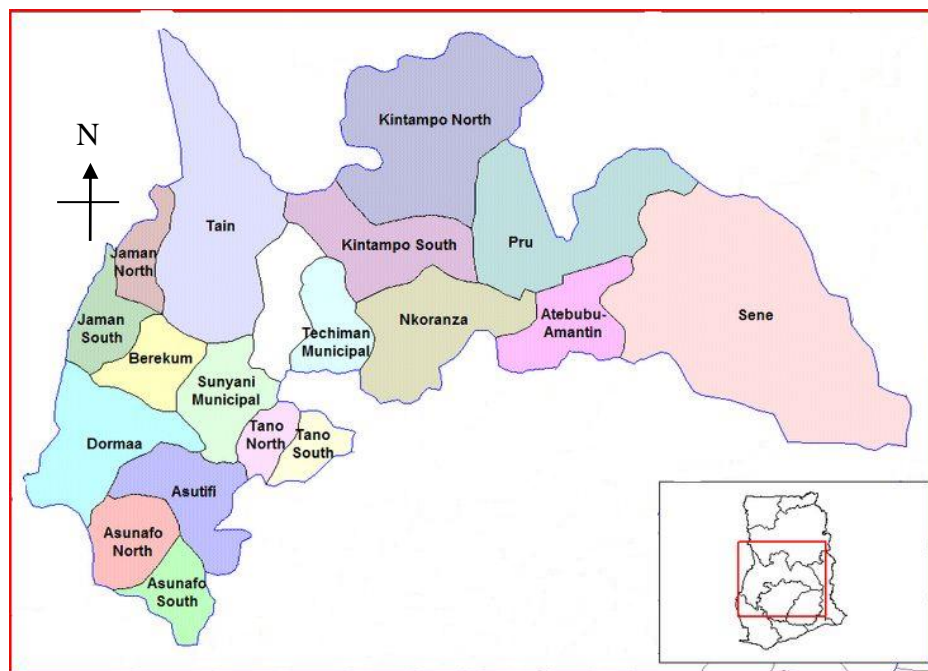 Kintampo North
N
Tain
Kintampo South
Pru
Jaman
North
Jaman
South
Techiman
Municipal
Nkoranza
Atebubu-
Amantin
Sene
Berekum
Sunyani
Municipal
Tano
North
Tano
South
Dormaa
Asutifi
Asunafo
North
Asunafo
South